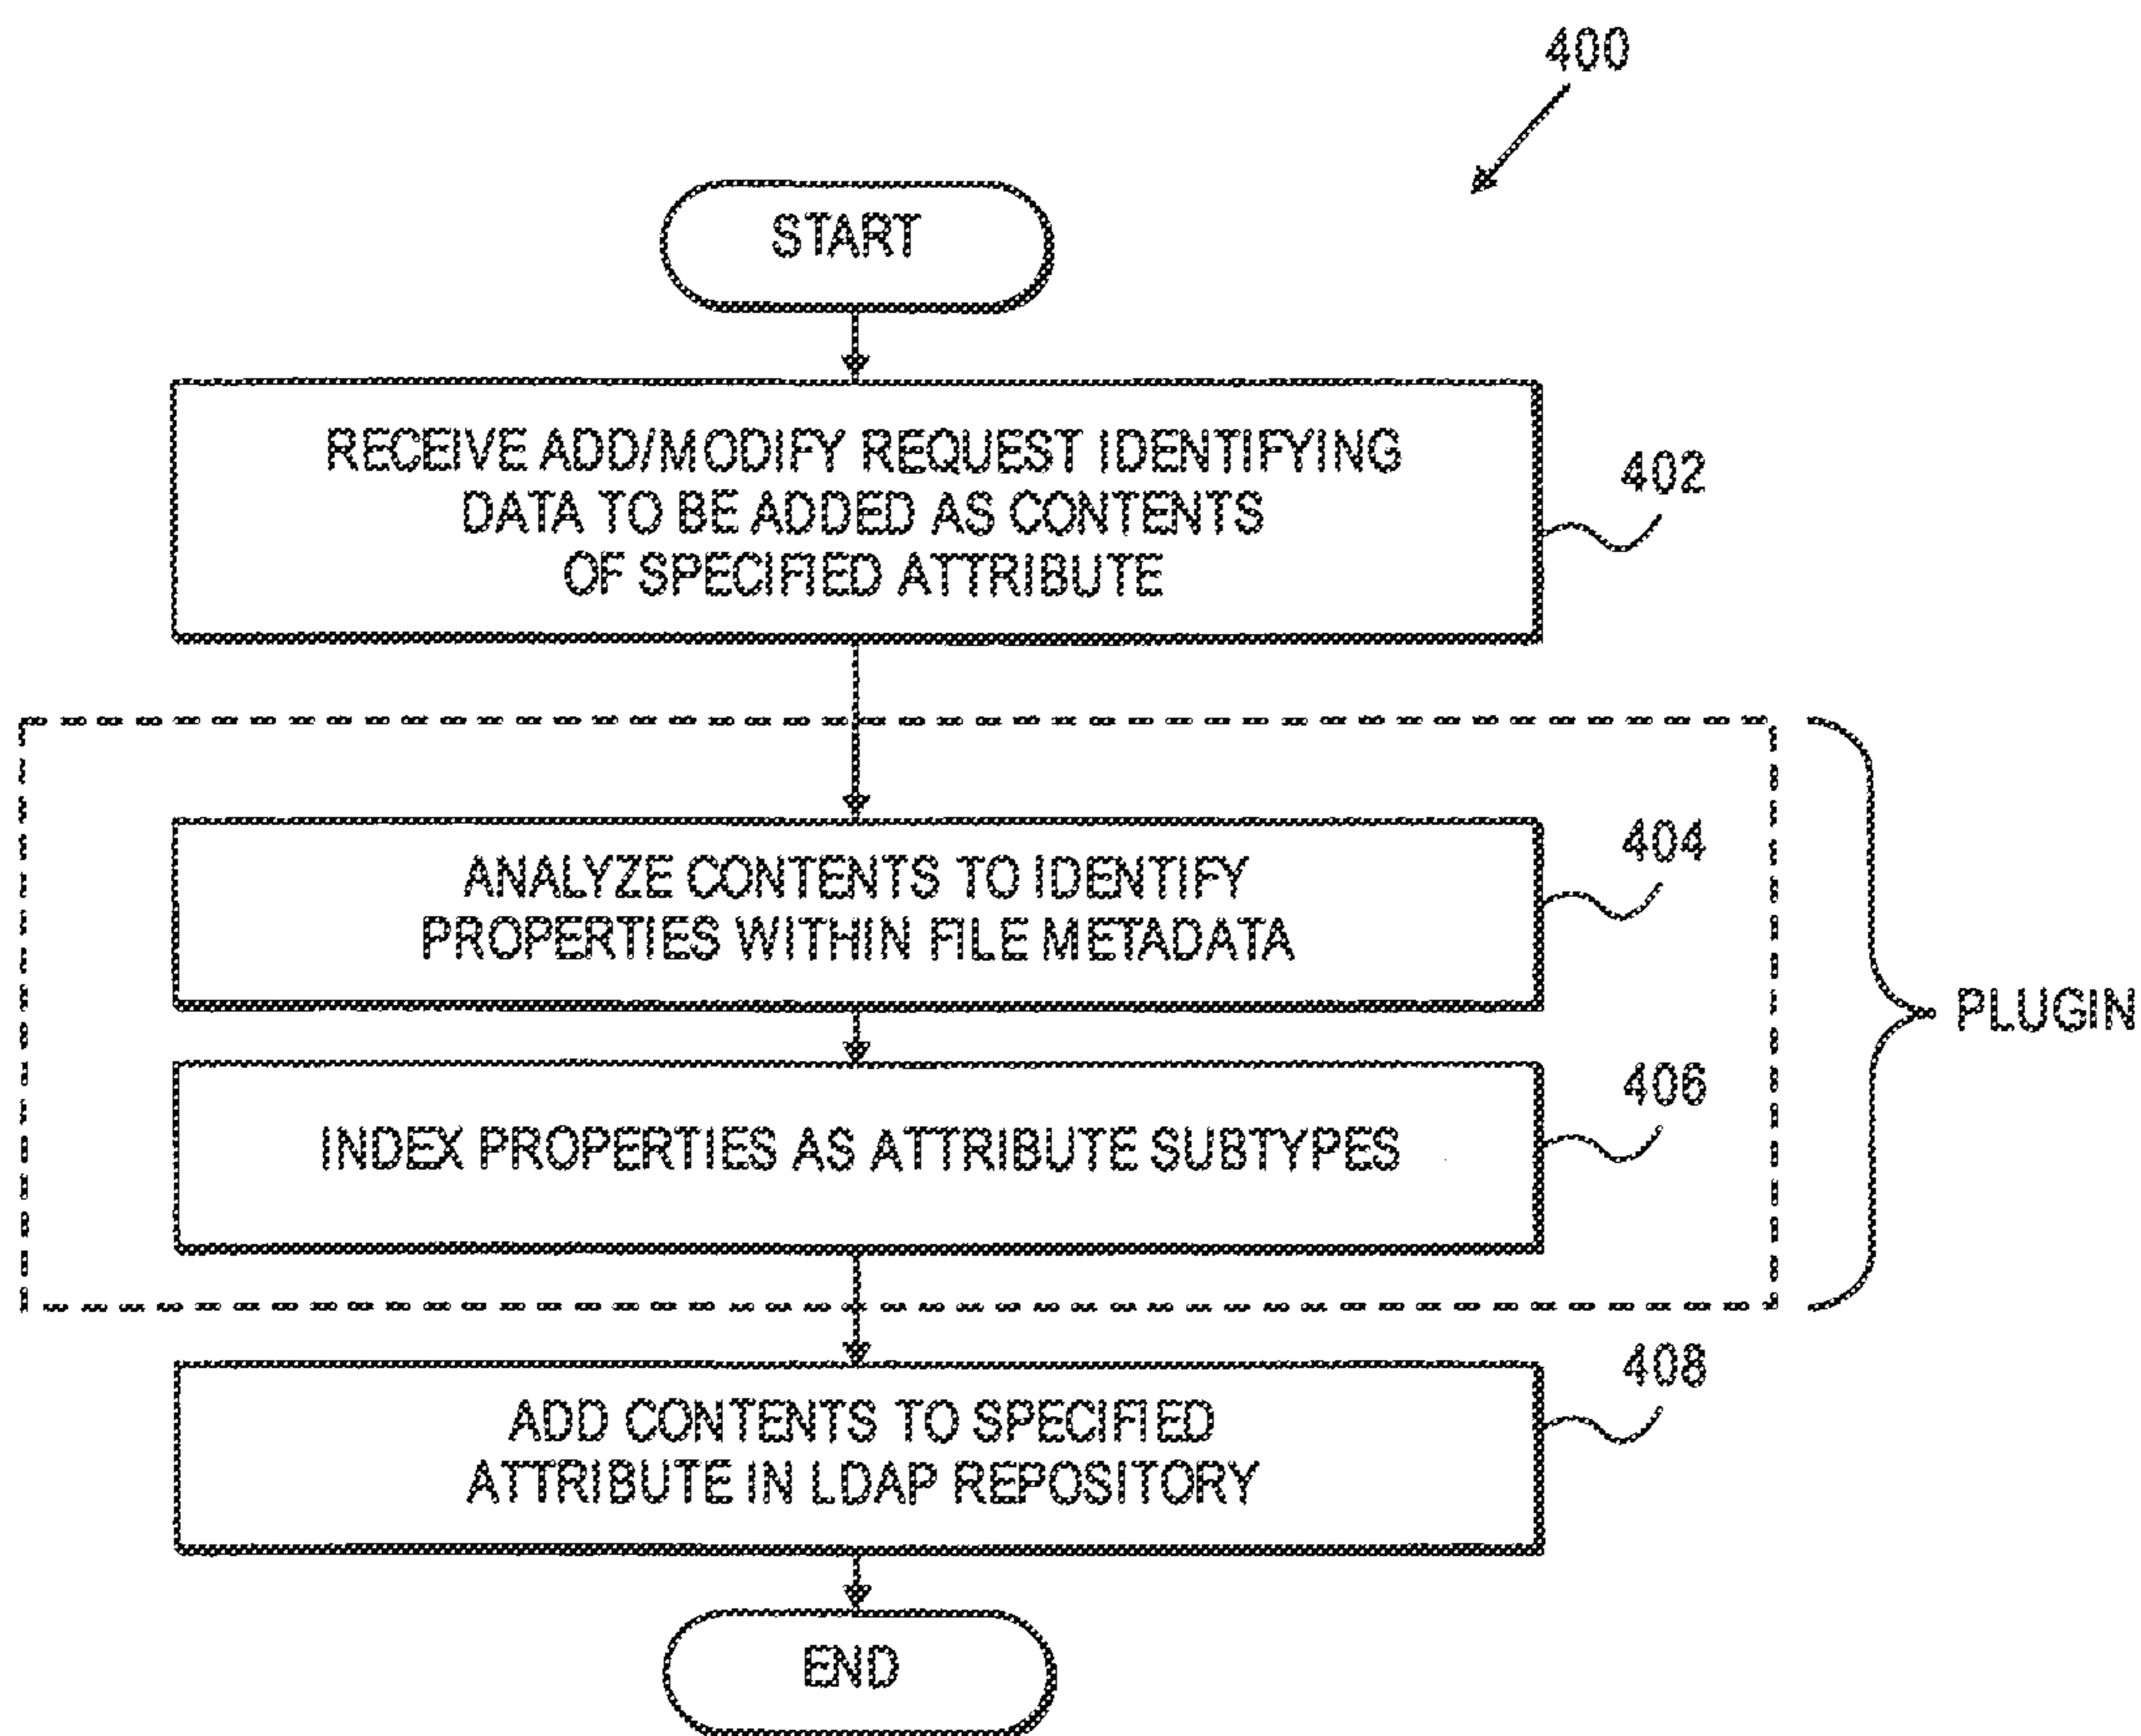 400
START
RECEIVE ADD/MODIFY REQUEST IDENTIFYING
DATA TO BE ADDED AS CONTENTS
OF SPECIFIED ATTRIBUTE
402
ANALYZE CONTENTS TO IDENTIFY
PROPERTIES WITHIN FILE METADATA
404
PLUGIN
INDEX PROPERTIES AS ATTRIBUTE SUBTYPES
406
ADD CONTENTS TO SPECIFIED
ATTRIBUTE IN LDAP REPOSITORY
408
END